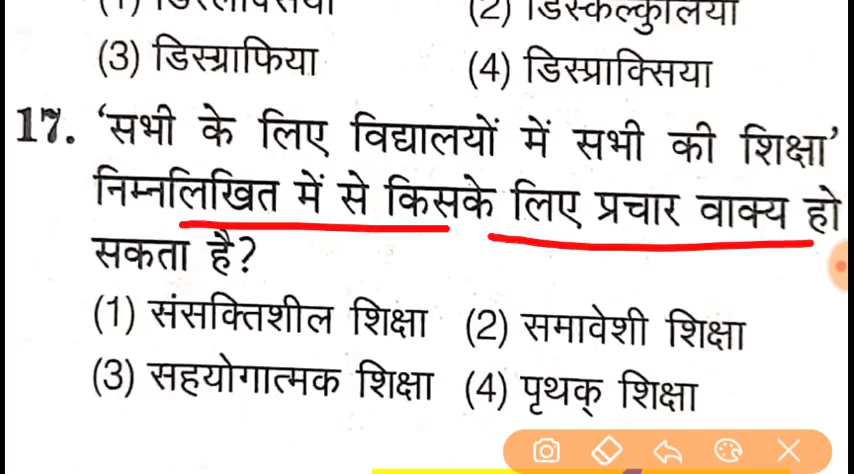 (2) डिस्कल्कुलिया
(3) डिस्ग्राफिया (4) डिस्प्राक्सिया
17. 'सभी के लिए विद्यालयों में सभी की शिक्षा'
निम्नलिखित में से किसके लिए प्रचार वाक्य हो
सकता है?
(1) संसक्तिशील शिक्षा (2) समावेशी शिक्षा
(3) सहयोगात्मक शिक्षा (4) पृथक् शिक्षा